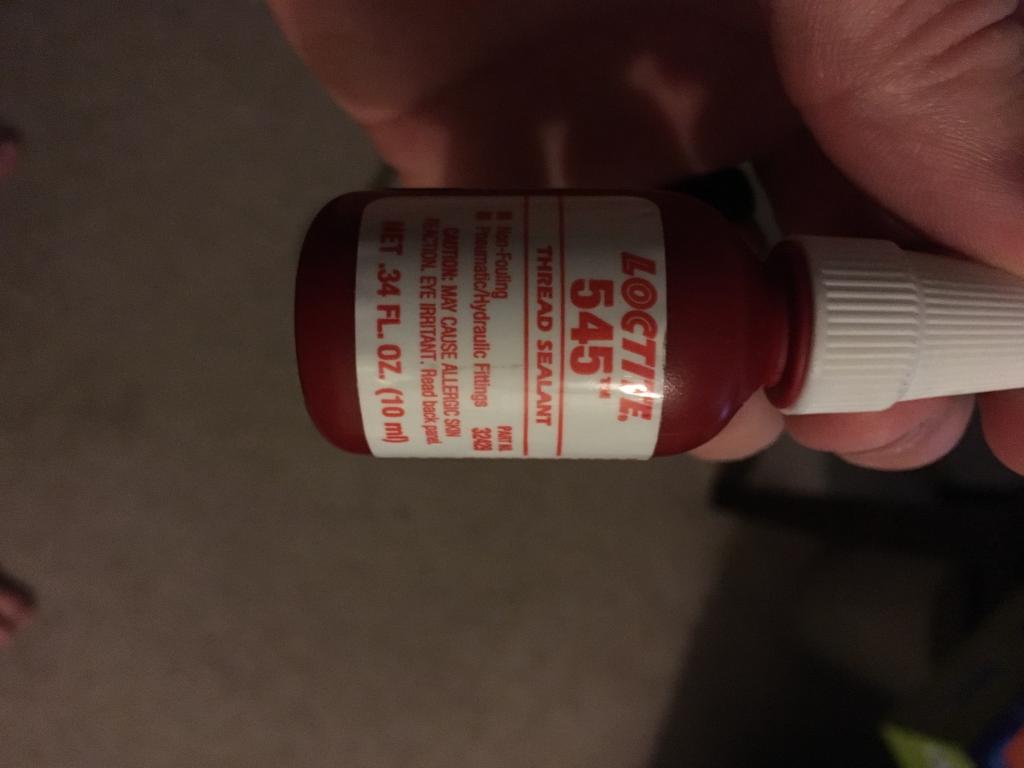 LOCTITE.
545™
THREAD SEALANT
Non-Fouling
Pneumatic/Hydraulic Fittings
PART N.
CAUTION: MAY CAUSE ALLERGIC SKIN
REACTION. EYE IRRITANT. Read back panel
NET .34 FL. OZ. (10 ml)